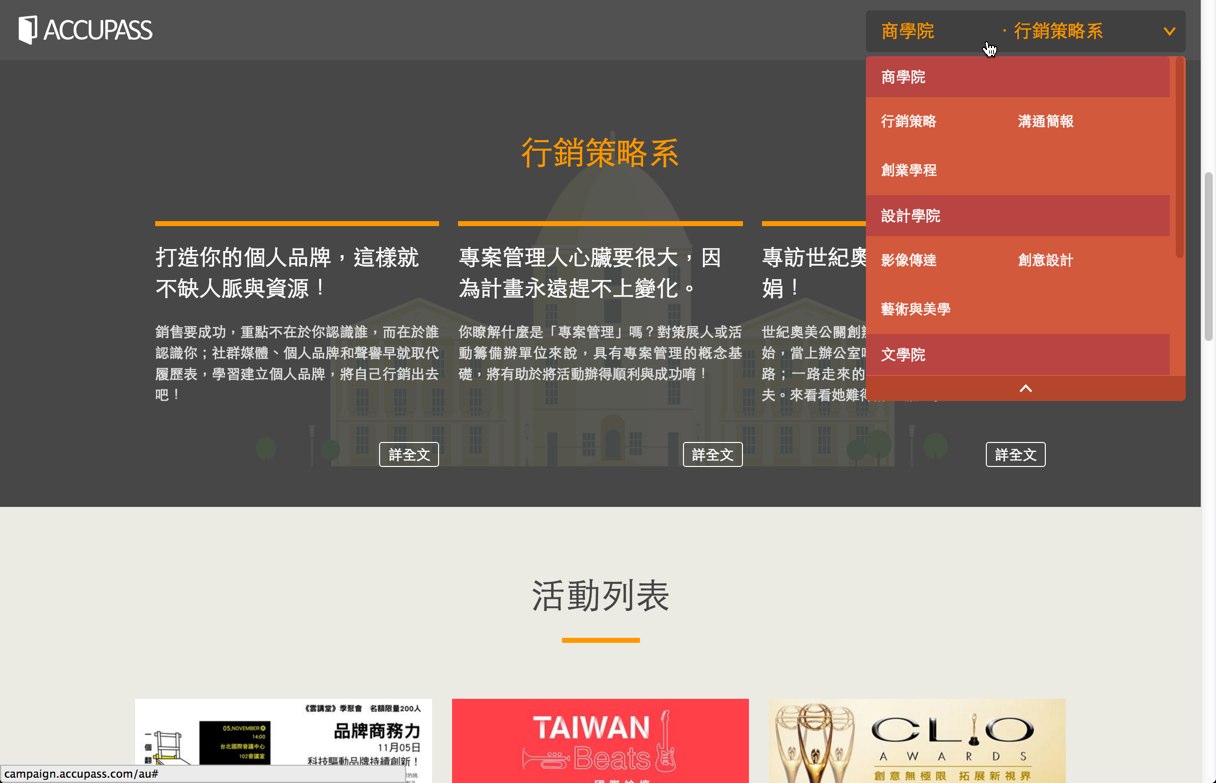 ACCUPASS
商學院 · 行銷策略系
商學院
行銷策略 溝通簡報
創業學程
設計學院
影像傳達 創意設計
藝術與美學
文學院
行銷策略系
打造你的個人品牌，這樣就
不缺人脈與資源！
銷售要成功，重點不在於你認識誰，而在於誰
認識你；社群媒體、個人品牌和聲譽早就取代
履歷表，學習建立個人品牌，將自己行銷出去
吧！
詳全文
專案管理人心臟要很大，因
為計畫永遠趕不上變化。
你瞭解什麼是「專案管理」嗎？對策展人或活
動籌備辦單位來說，具有專案管理的概念基
礎，將有助於將活動辦得順利與成功唷！
詳全文
專訪世紀奧
娟！
世紀奧美公關創辦
始，當上辦公室
路；一路走來的
夫。來看看她
詳全文
活動列表
《雲講堂》季聚會 名額限量200人
05.NOVEMBER
14:00
台北國際會議中心
102會議室
一個
品牌商務力
11月05日
科技驅動品牌持續創新！
TAIWAN
Beats
CLIO
AWARDS
創意無極限 拓展新視界
campaign.accupass.com/au#